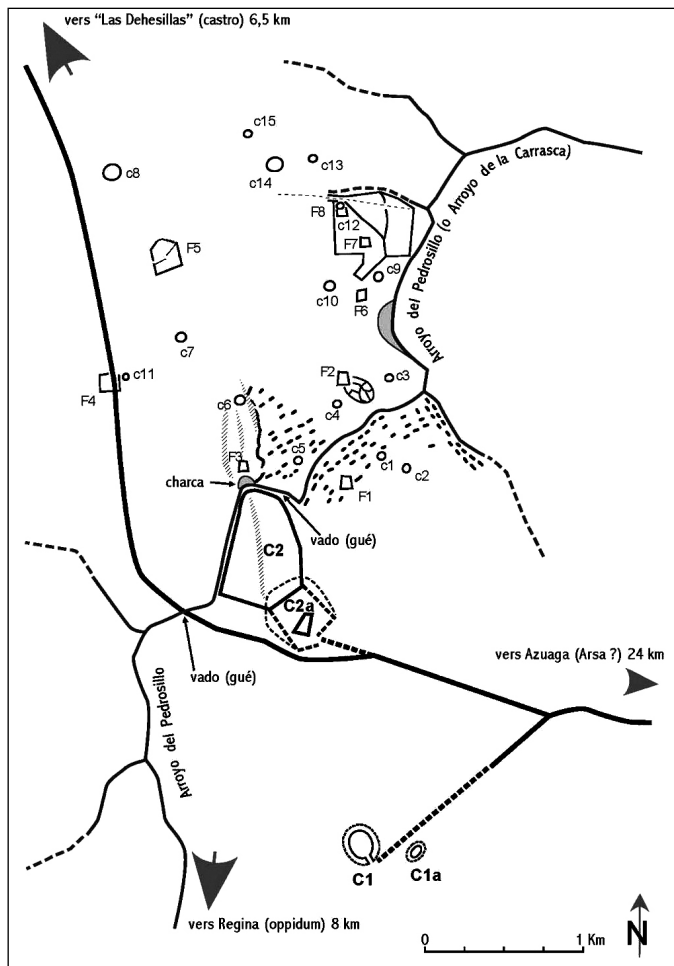 vers “Las Dehesillas” (castro) 6,5 km
c15
c13
c14
c8
Arroyo del Pedrosillo (o Arroyo de la Carrasca)
F8
c12
F7
F5
c9
c10
F6
c7
c11
F4
F2
c3
c6
c4
F3
c5
c1
c2
charca
F1
vado (gué)
C2
C2a
vers Azuaga (Arsa ?) 24 km
vado (gué)
Arroyo del Pedrosillo
C1
C1a
vers Regina (oppidum) 8 km
0
1 Km
N